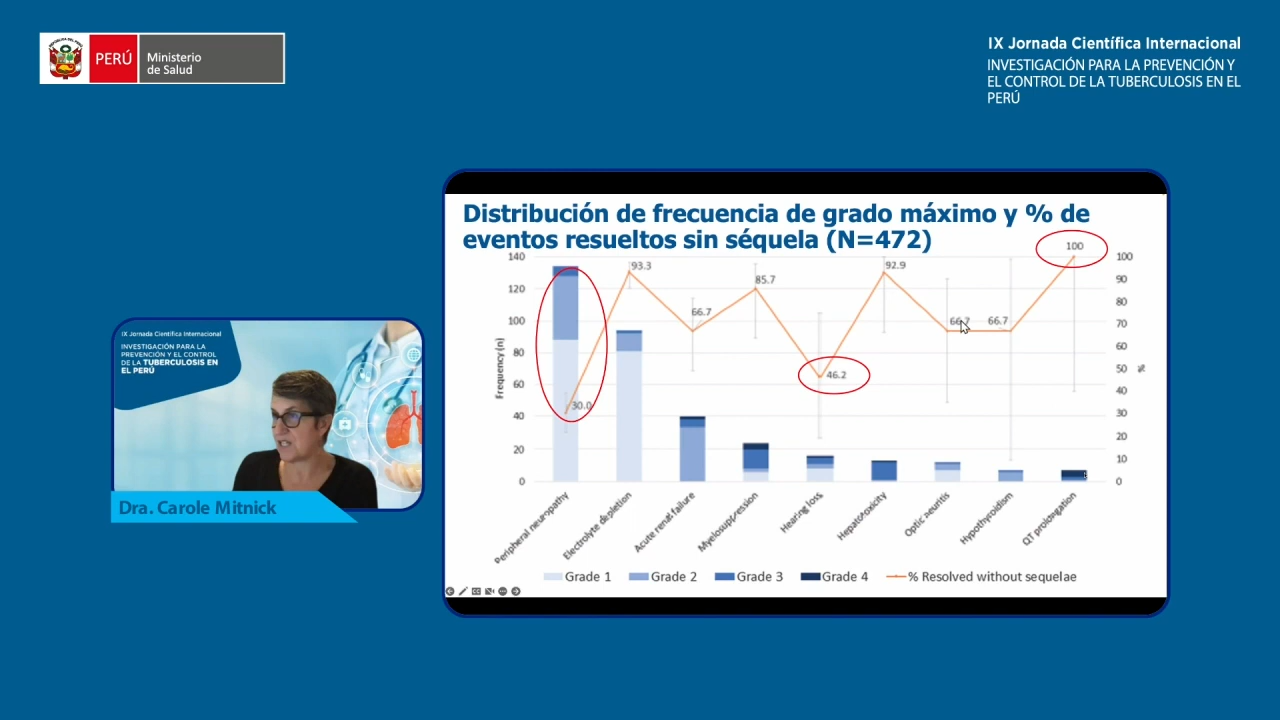 PERÚ
Ministerio
de Salud
IX Jornada Científica Internacional
INVESTIGACIÓN PARA LA PREVENCIÓN Y
EL CONTROL DE LA TUBERCULOSIS EN EL
PERÚ
Distribución de frecuencia de grado máximo y % de
eventos resueltos sin séquela (N=472)
140
120
100
80
60
40
20
0
Frequency (n)
30.0
93.3
66.7
85.7
46.2
92.9
66.7
66.7
100
100
90
80
70
60
50
40
30
20
10
0
%
Peripheral neuropathy
Electrolyte depletion
Acute renal failure
Myelosuppression
Hearing loss
Hepatotoxicity
Optic neuritis
Hypothyroidism
QT prolongation
Grade 1
Grade 2
Grade 3
Grade 4
% Resolved without sequelae
IX Jornada Científica Internacional
INVESTIGACIÓN PARA LA
PREVENCIÓN Y EL CONTROL
DE LA TUBERCULOSIS EN
EL PERÚ
Dra. Carole Mitnick